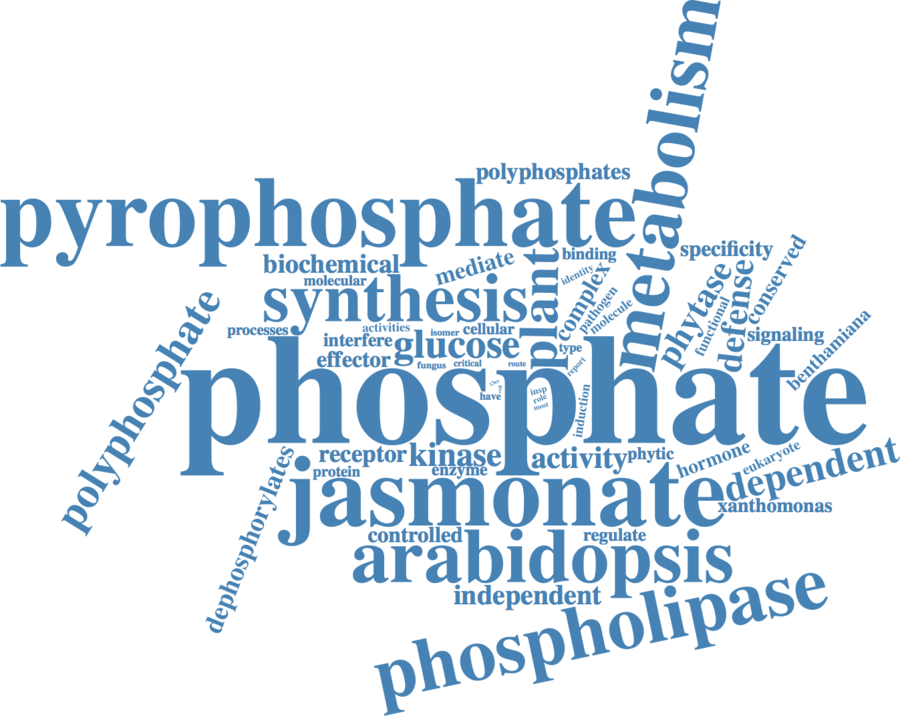 metabolism
polyphosphates
pyrophosphate
plant
binding
specificity
conserved
biochemical
mediate
identity
complex
phytase
defense
molecular
synthesis
pathogen
functional
polyphosphate
molecule
processes
activities
isomer
cellular
signaling
benthamiana
interfere
glucose
type
effector
fungus
critical
route
report
phosphate
have
insp
role
most
induction
receptor
kinase
activity
phytic
hormone
eukaryote
dependent
protein
enzyme
dephosphorylates
jasmonate
xanthomonas
controlled
regulate
arabidopsis
independent
phospholipase